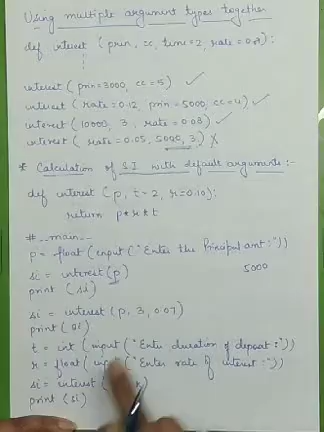 Using multiple argument types together
def interest (prin, cc, time=2, rate = 0.09):
interest (prin=3000, cc=5) ✓
interest (rate=0.12, prin=5000, cc=4) ✓
interest (10000, 3, rate=0.08) ✓
interest (rate=0.05, 5000, 3) X
* Calculation of S.I with default arguments:-
def interest (p, t=2, r=0.10):
return p*r*t
# __main__
p = float (input ("Enter the Principal amt:"))
si = interest (p) 5000
print (si)
si = interest (p, 3, 0.07)
print (si)
t = int (input ("Enter duration of deposit:"))
r = float (input ("Enter rate of interest:"))
si = interest (
print (si)